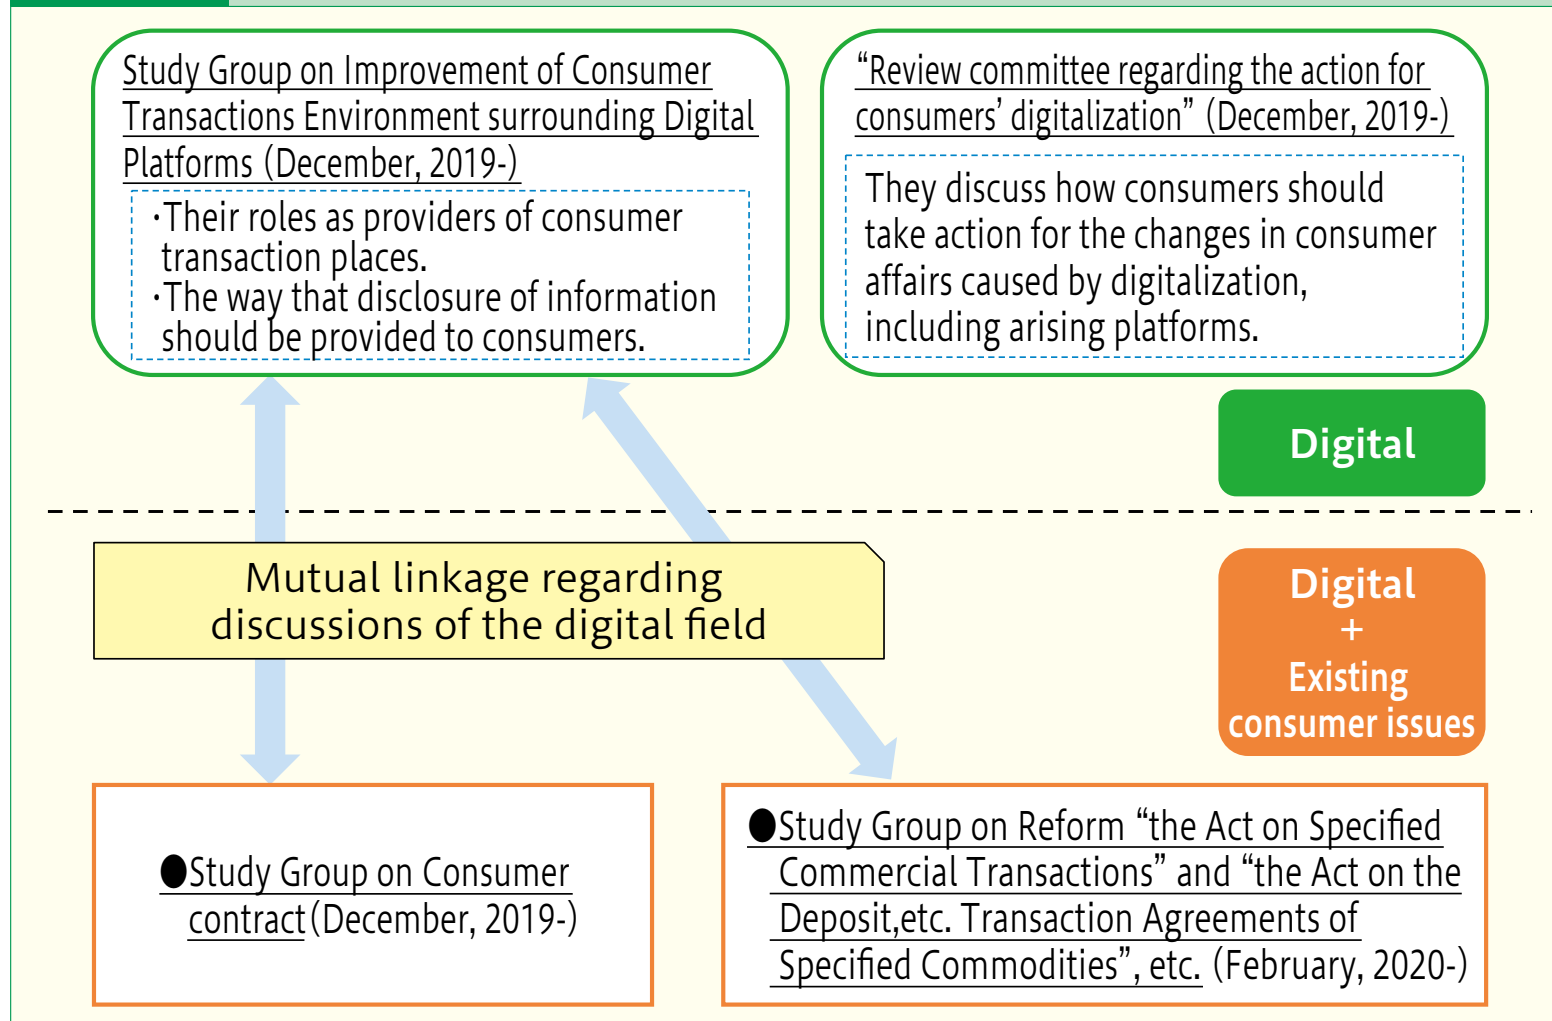 Study Group on Improvement of Consumer
Transactions Environment surrounding Digital
Platforms (December, 2019-)
・Their roles as providers of consumer
transaction places.
・The way that disclosure of information
should be provided to consumers.
“Review committee regarding the action for
consumers’ digitalization” (December, 2019-)
They discuss how consumers should
take action for the changes in consumer
affairs caused by digitalization,
including arising platforms.
Digital
Mutual linkage regarding
discussions of the digital field
Digital
+
Existing
consumer issues
●Study Group on Consumer
contract(December, 2019-)
●Study Group on Reform “the Act on Specified
Commercial Transactions” and “the Act on the
Deposit,etc. Transaction Agreements of
Specified Commodities”, etc. (February, 2020-)